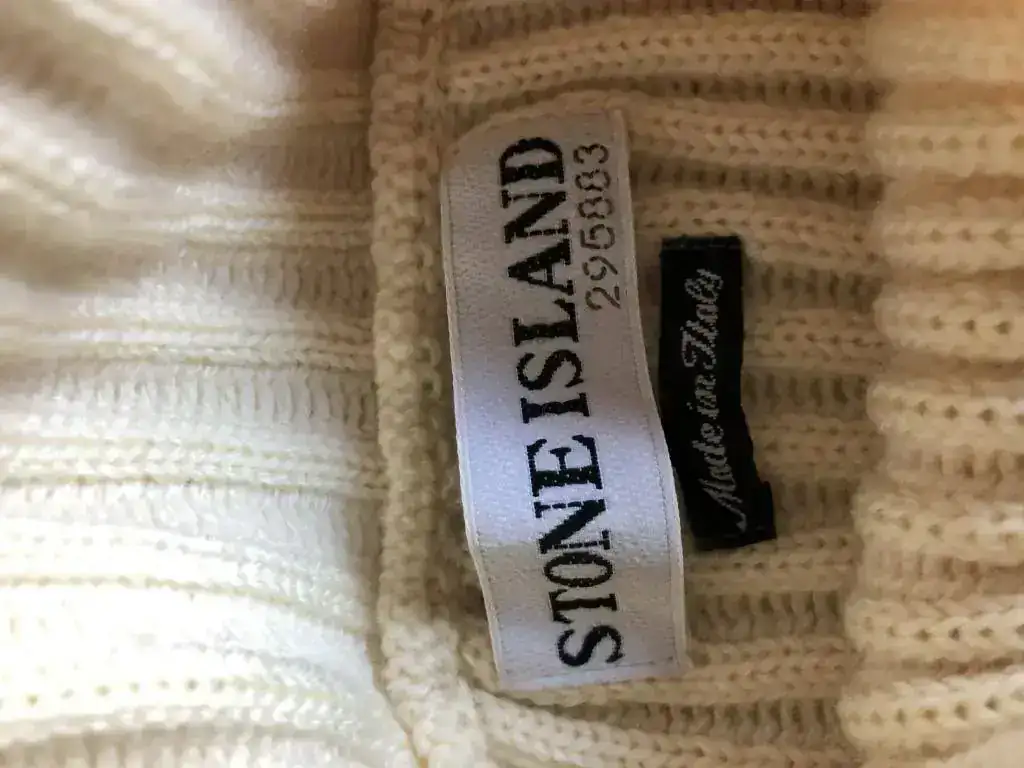 STONE ISLAND
295883
Made in Italy